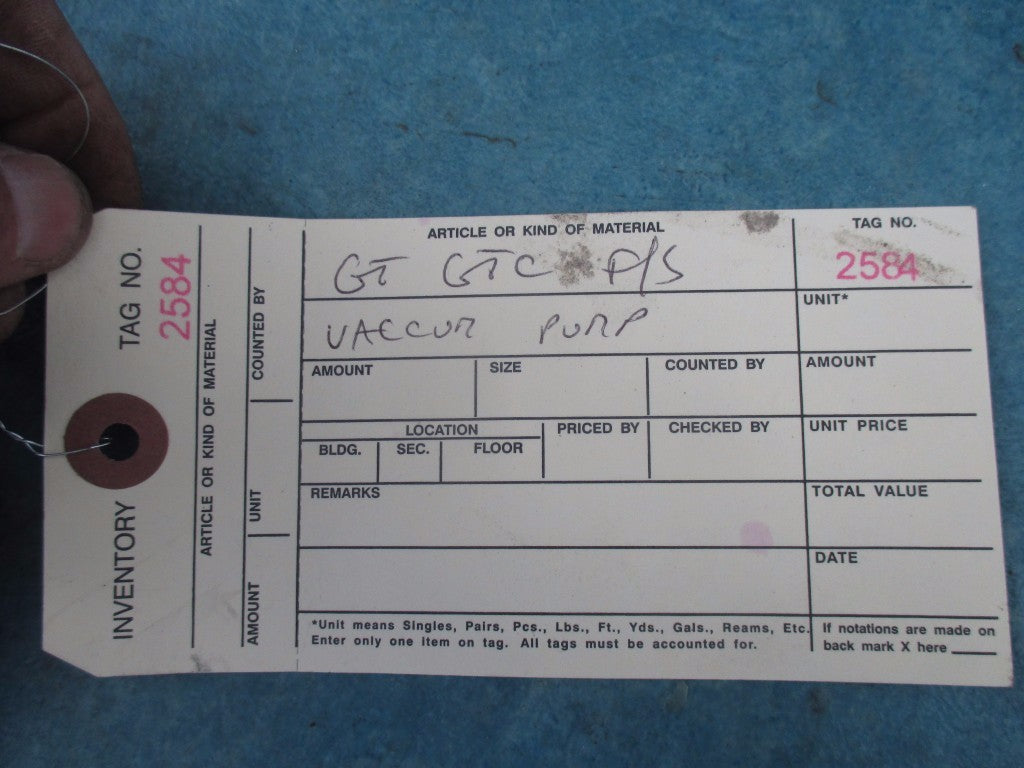 TAG NO.
2584
INVENTORY
ARTICLE OR KIND OF MATERIAL
COUNTED BY
UNIT
AMOUNT
ARTICLE OR KIND OF MATERIAL
TAG NO.
GT GTC P/S
2584
UNIT*
VACCUM PUMP
AMOUNT
SIZE
COUNTED BY
AMOUNT
LOCATION
PRICED BY
CHECKED BY
UNIT PRICE
BLDG.
SEC.
FLOOR
REMARKS
TOTAL VALUE
DATE
*Unit means Singles, Pairs, Pcs., Lbs., Ft., Yds., Gals., Reams, Etc.
Enter only one item on tag. All tags must be accounted for.
If notations are made on
back mark X here